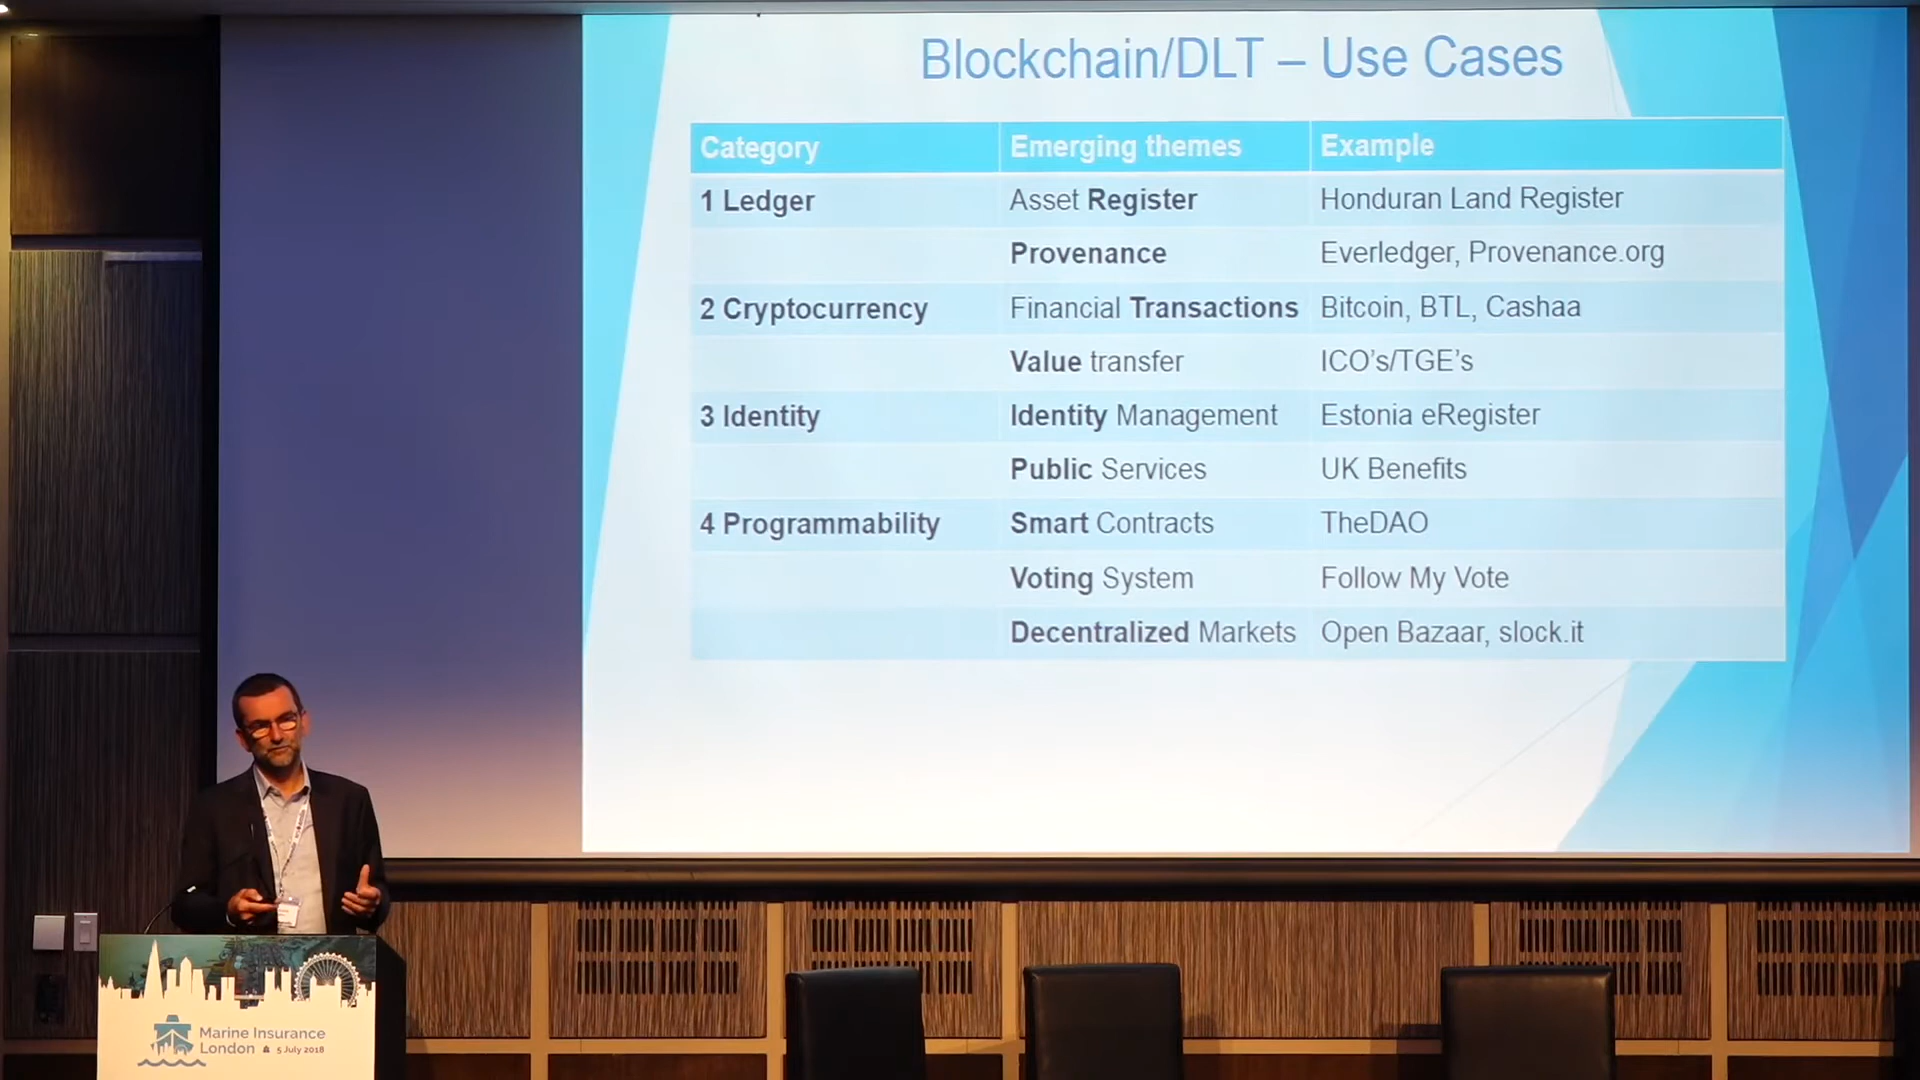 Blockchain/DLT – Use Cases
Category Emerging themes Example
1 Ledger Asset Register Honduran Land Register
Provenance Everledger, Provenance.org
2 Cryptocurrency Financial Transactions Bitcoin, BTL, Cashaa
Value transfer ICO's/TGE's
3 Identity Identity Management Estonia eRegister
Public Services UK Benefits
4 Programmability Smart Contracts TheDAO
Voting System Follow My Vote
Decentralized Markets Open Bazaar, slock.it
Marine Insurance
London 5 July 2018